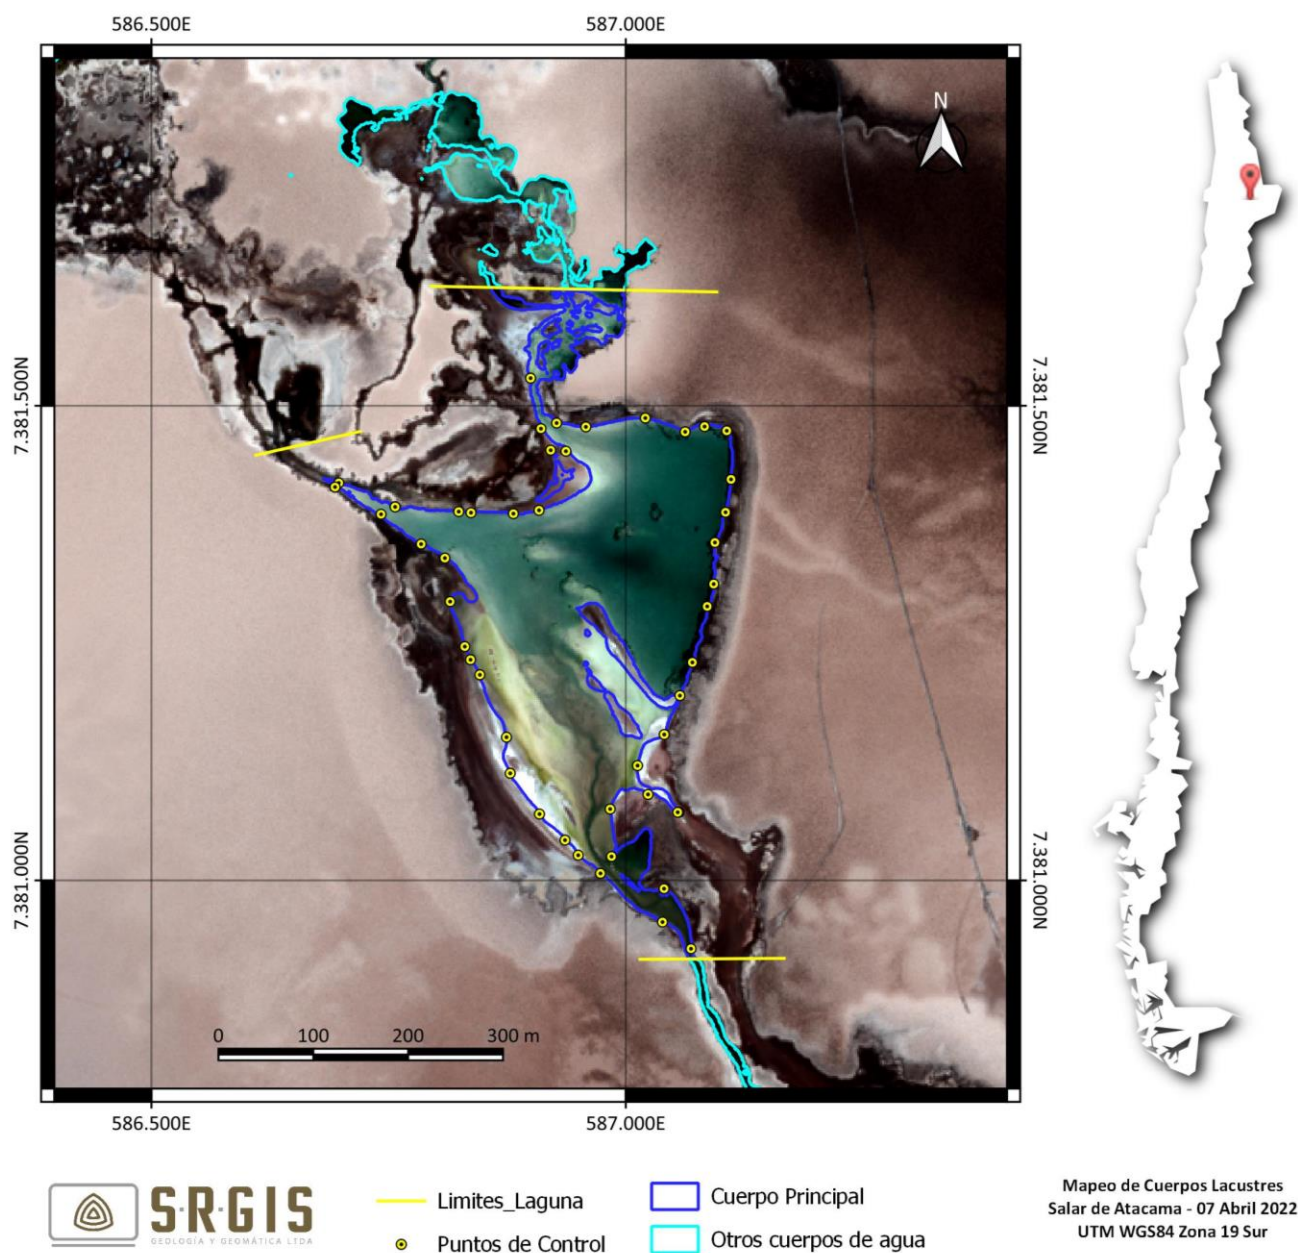 586.500E
587.000E
N
7.381.500N
7.381.500N
7.381.000N
7.381.000N
0 100 200 300 m
586.500E
587.000E
S·R·GIS
GEOLOGÍA Y GEOMÁTICA LTDA
Limites_Laguna
Puntos de Control
Cuerpo Principal
Otros cuerpos de agua
Mapeo de Cuerpos Lacustres
Salar de Atacama - 07 Abril 2022
UTM WGS84 Zona 19 Sur